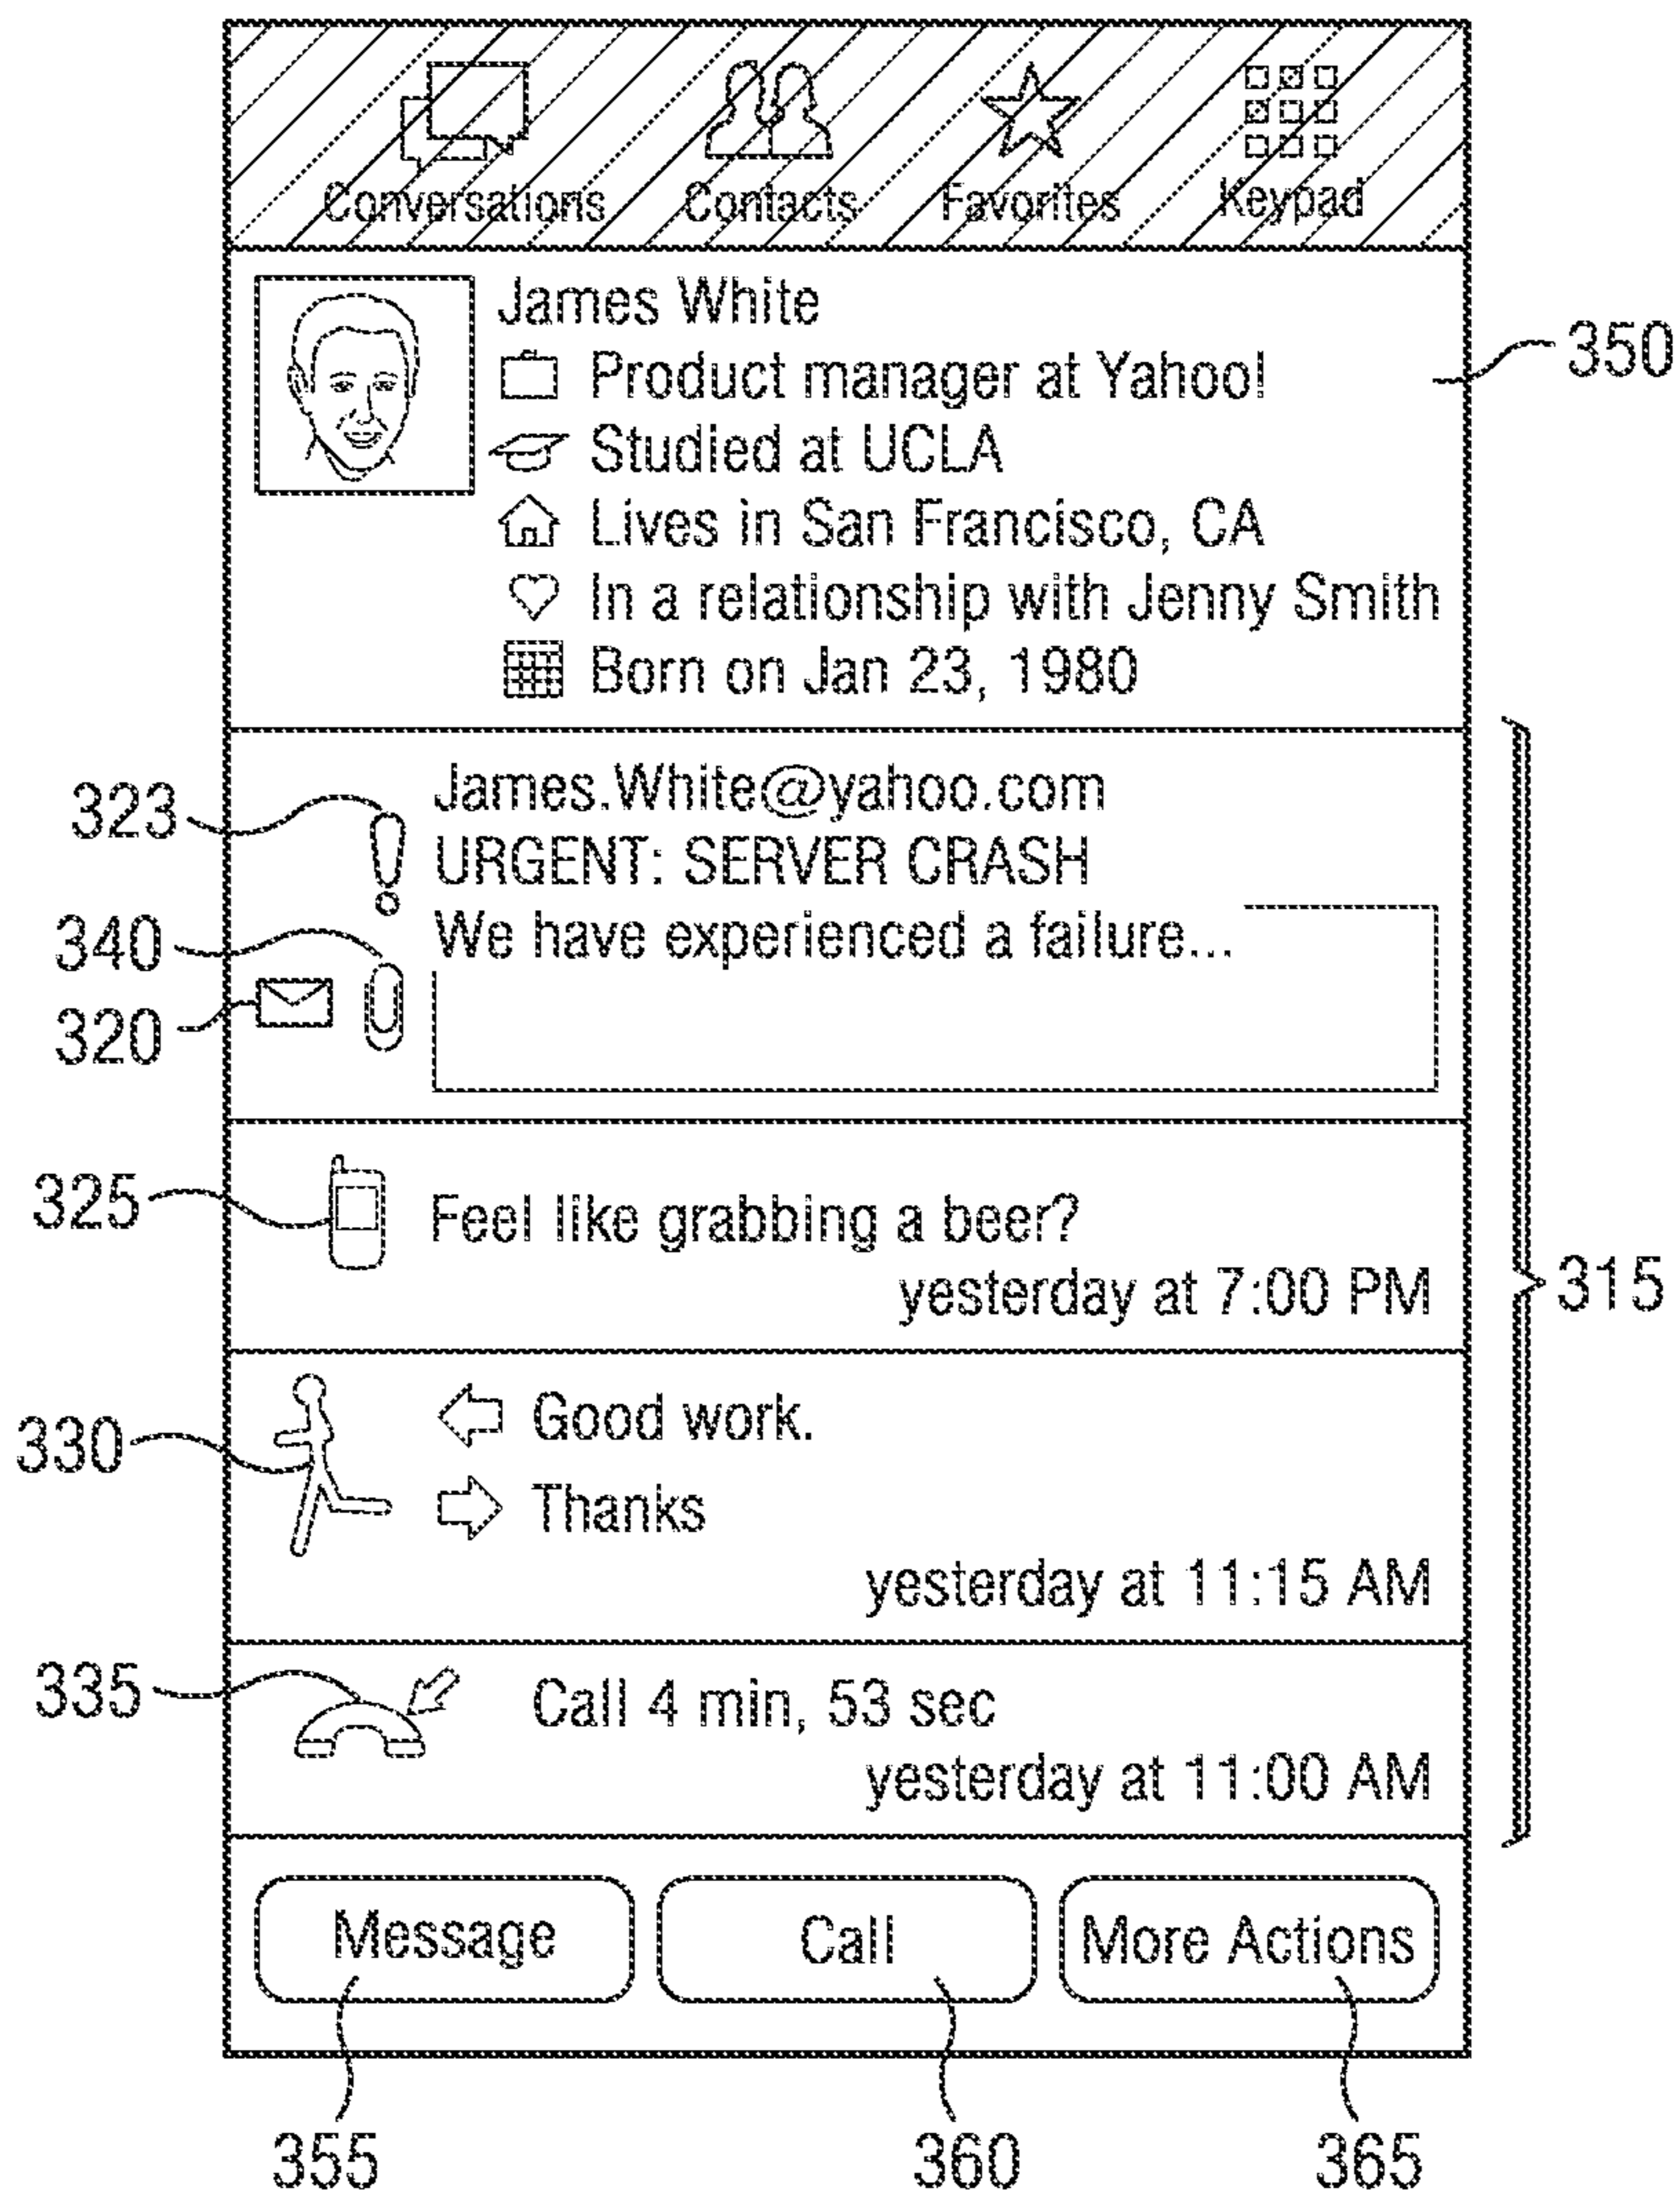 Conversations Contacts Favorites Keypad
James White
Product manager at Yahoo!
350
Studied at UCLA
Lives in San Francisco, CA
In a relationship with Jenny Smith
Born on Jan 23, 1980
James.White@yahoo.com
323
URGENT: SERVER CRASH
We have experienced a failure...
340
320
325
Feel like grabbing a beer?
yesterday at 7:00 PM
315
Good work.
330
Thanks
yesterday at 11:15 AM
335
Call 4 min, 53 sec
yesterday at 11:00 AM
Message Call More Actions
355 360 365